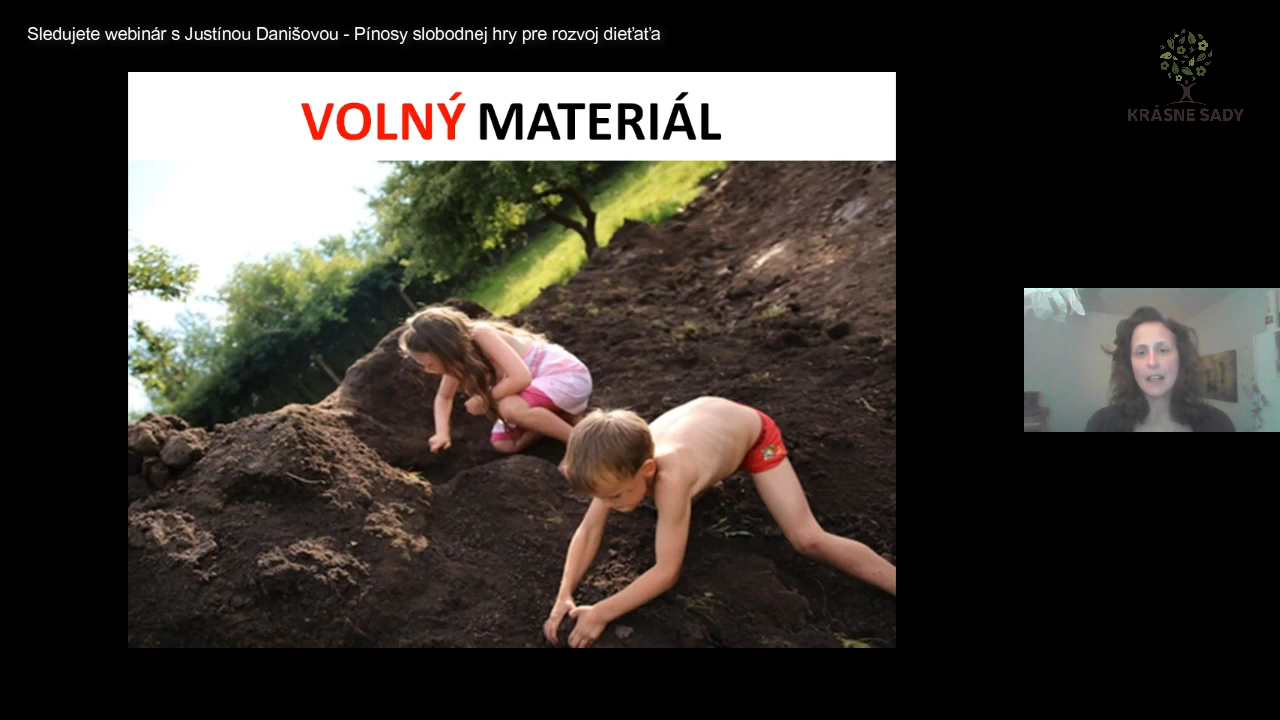 Sledujete webinár s Justínou Danišovou - Pínosy slobodnej hry pre rozvoj dieťaťa
KRÁSNE SADY
VOLNÝ MATERIÁL